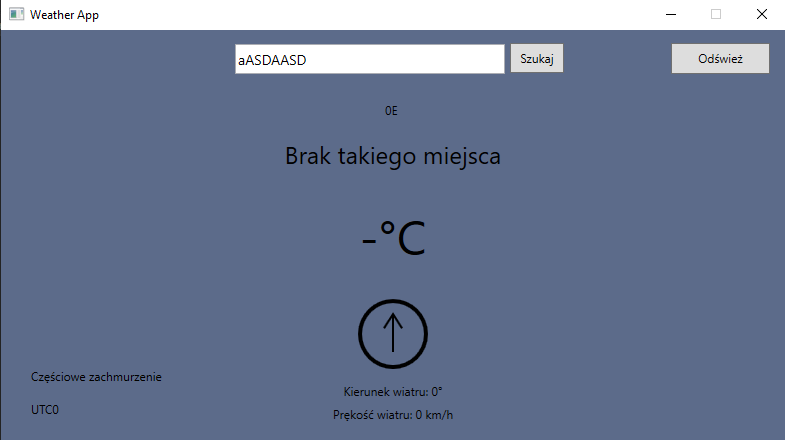 Weather App
aASDAASD
Szukaj
Odśwież
0E
Brak takiego miejsca
-°C
Częściowe zachmurzenie
Kierunek wiatru: 0°
UTC0
Prękość wiatru: 0 km/h